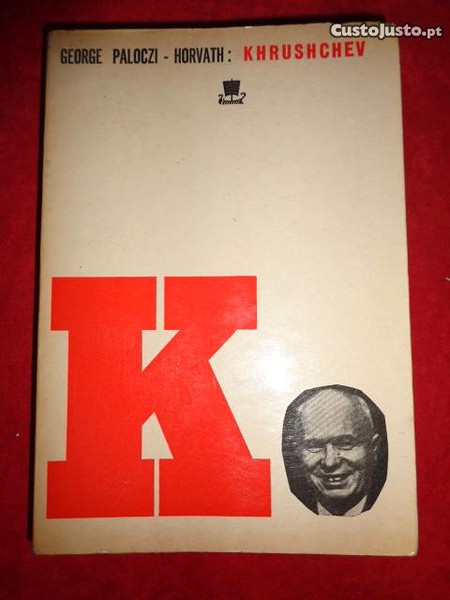 CustoJusto.pt
GEORGE PALOCZI - HORVATH: KHRUSHCHEV
K